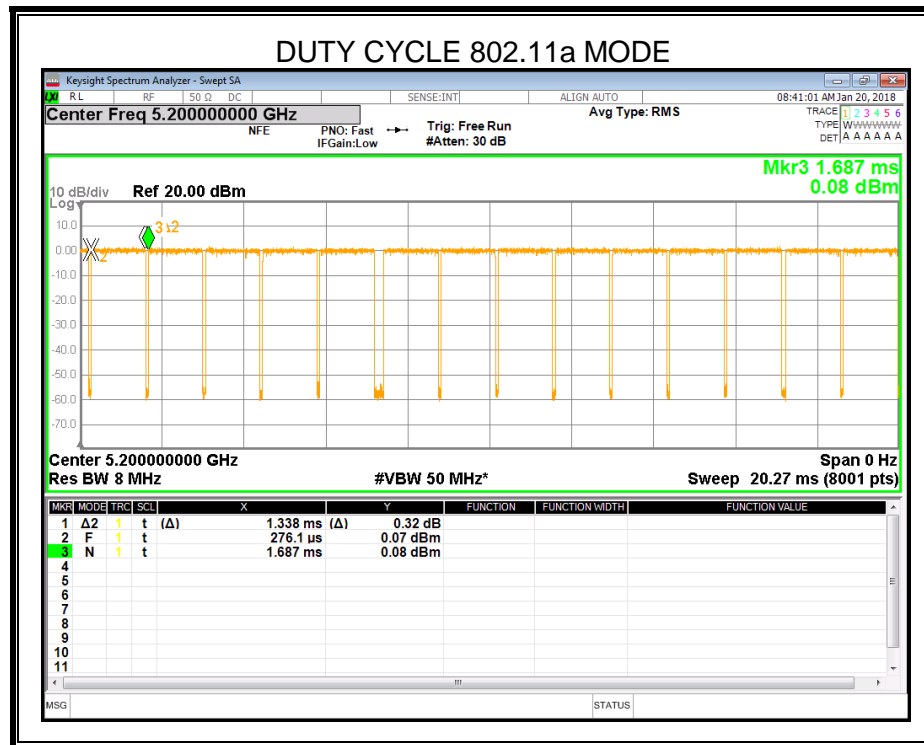 DUTY CYCLE 802.11a MODE
Keysight Spectrum Analyzer - Swept SA
LXI RL RF 50 Ω DC SENSE:INT ALIGN AUTO 08:41:01 AM Jan 20, 2018
Center Freq 5.200000000 GHz Avg Type: RMS TRACE 1 2 3 4 5 6
NFE PNO: Fast Trig: Free Run TYPE WWWWWW
IFGain:Low #Atten: 30 dB DET A A A A A A
Mkr3 1.687 ms
10 dB/div Ref 20.00 dBm 0.08 dBm
Log
10.0
3 1Δ2
0.00
2
-10.0
-20.0
-30.0
-40.0
-50.0
-60.0
-70.0
Center 5.200000000 GHz Span 0 Hz
Res BW 8 MHz #VBW 50 MHz* Sweep 20.27 ms (8001 pts)
MKR MODE TRC SCL X Y FUNCTION FUNCTION WIDTH FUNCTION VALUE
1 Δ2 1 t (Δ) 1.338 ms (Δ) 0.32 dB
2 F 1 t 276.1 µs 0.07 dBm
3 N 1 t 1.687 ms 0.08 dBm
4
5
6
7
8
9
10
11
MSG STATUS